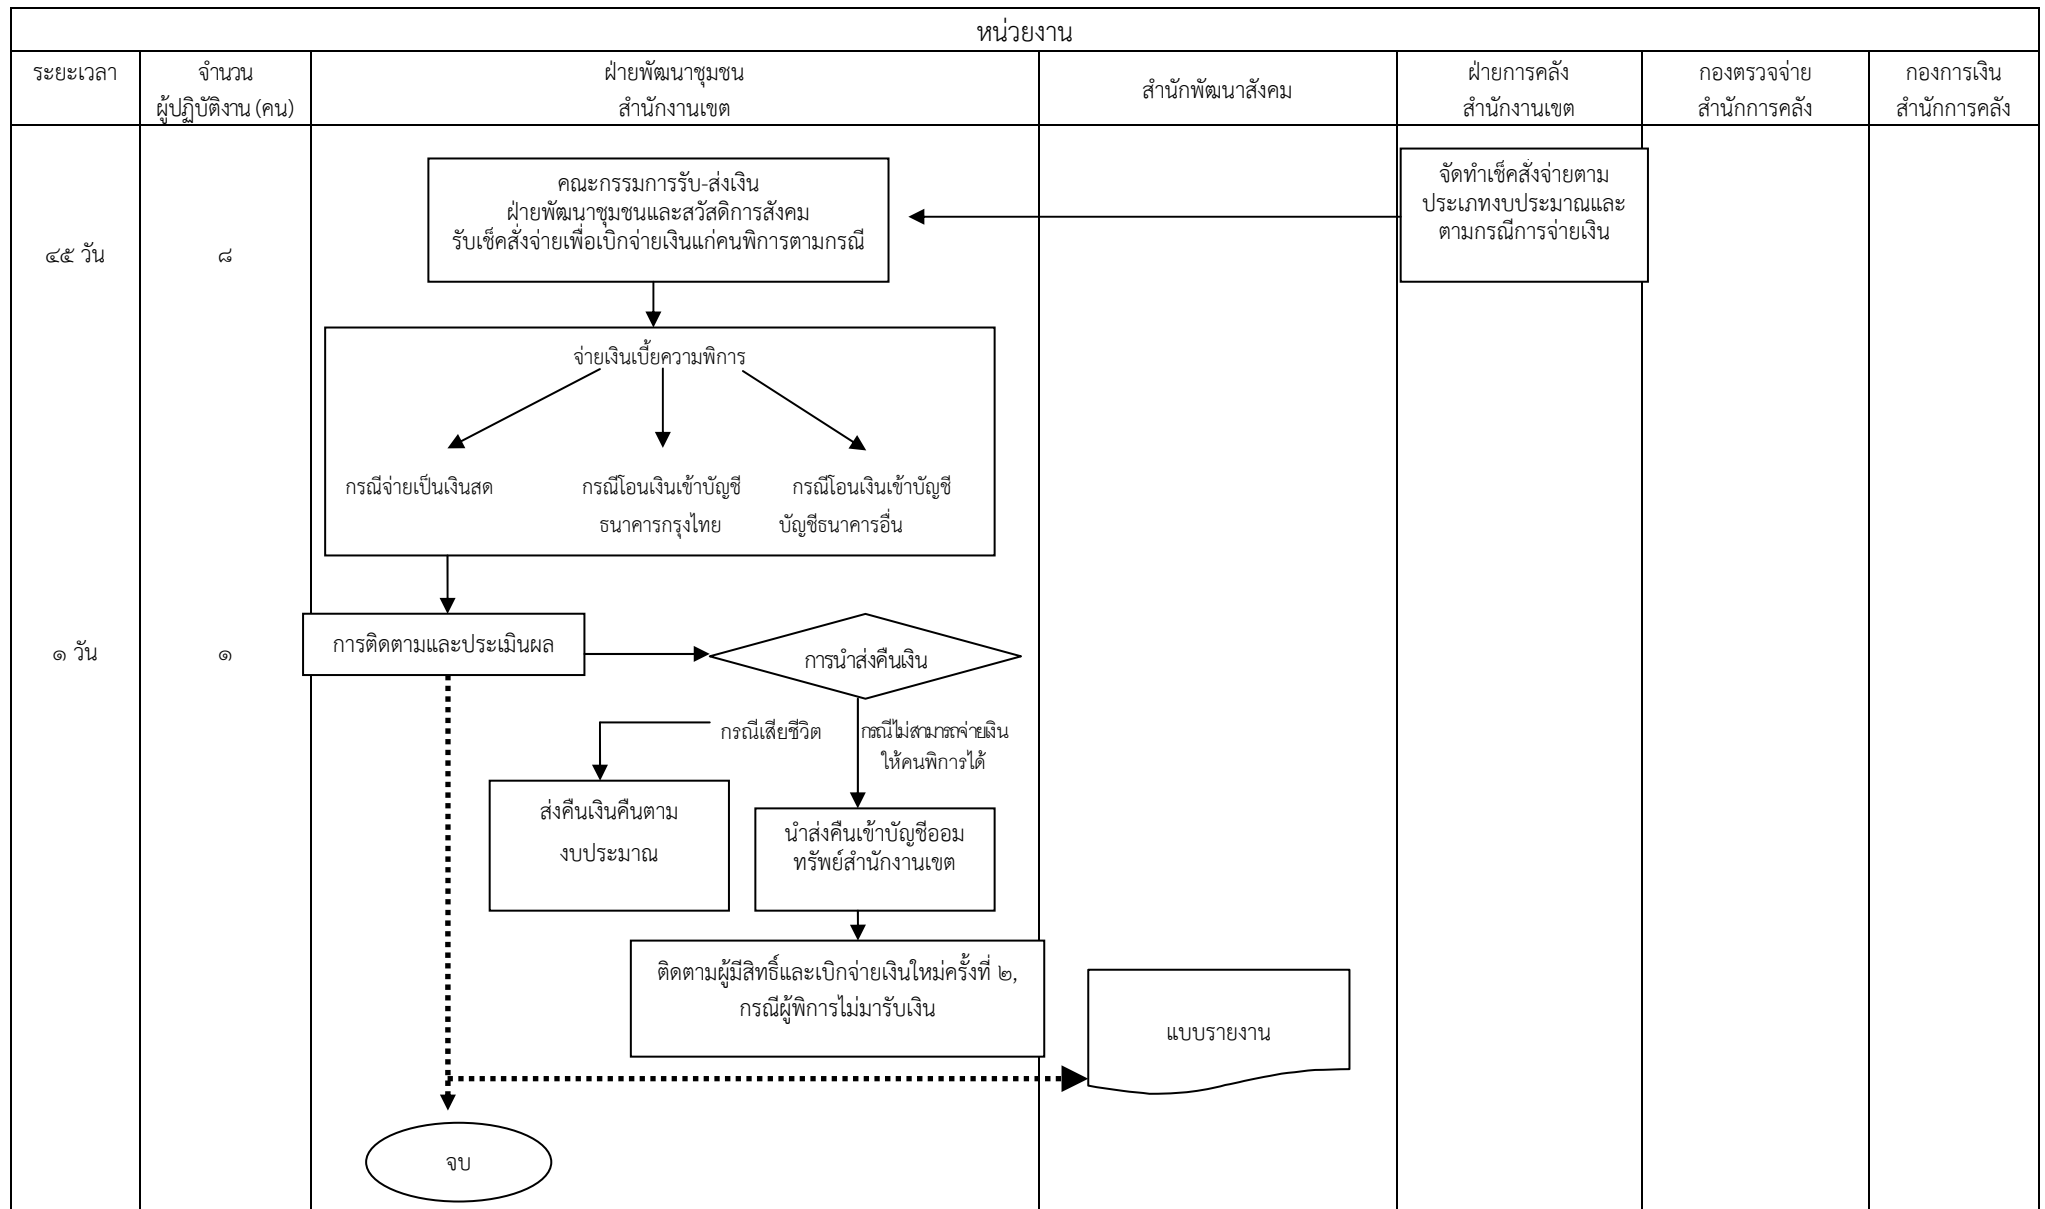 หน่วยงาน
ระยะเวลา
จำนวน
ผู้ปฏิบัติงาน (คน)
ฝ่ายพัฒนาชุมชน
สำนักงานเขต
สำนักพัฒนาสังคม
ฝ่ายการคลัง
สำนักงานเขต
กองตรวจจ่าย
สำนักการคลัง
กองการเงิน
สำนักการคลัง
คณะกรรมการรับ-ส่งเงิน
ฝ่ายพัฒนาชุมชนและสวัสดิการสังคม
รับเช็คสั่งจ่ายเพื่อเบิกจ่ายเงินแก่คนพิการตามกรณี
จัดทำเช็คสั่งจ่ายตาม
ประเภทงบประมาณและ
ตามกรณีการจ่ายเงิน
๔๕ วัน
๘
จ่ายเงินเบี้ยความพิการ
กรณีจ่ายเป็นเงินสด
กรณีโอนเงินเข้าบัญชี
ธนาคารกรุงไทย
กรณีโอนเงินเข้าบัญชี
บัญชีธนาคารอื่น
๑ วัน
๑
การติดตามและประเมินผล
การนำส่งคืนเงิน
กรณีเสียชีวิต
กรณีไม่สามารถจ่ายเงิน
ให้คนพิการได้
ส่งคืนเงินคืนตาม
งบประมาณ
นำส่งคืนเข้าบัญชีออม
ทรัพย์สำนักงานเขต
ติดตามผู้มีสิทธิ์และเบิกจ่ายเงินใหม่ครั้งที่ ๒,
กรณีผู้พิการไม่มารับเงิน
แบบรายงาน
จบ